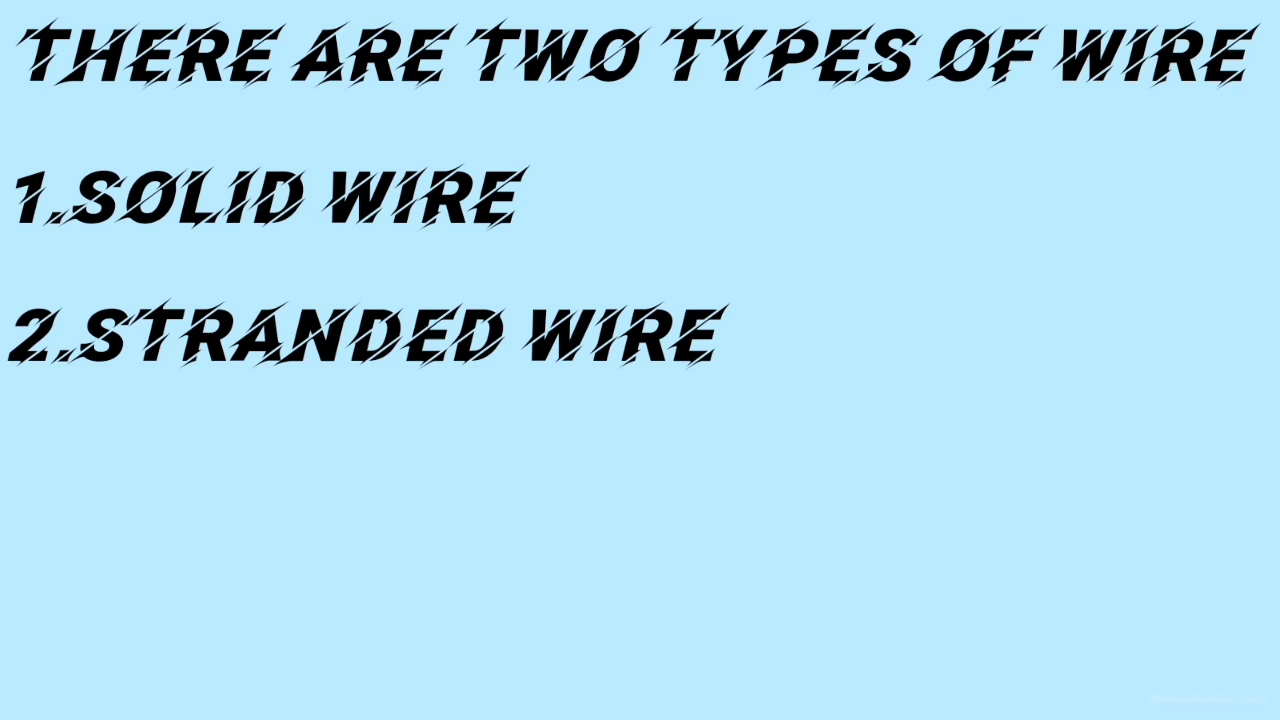 THERE ARE TWO TYPES OF WIRE
1.SOLID WIRE
2.STRANDED WIRE